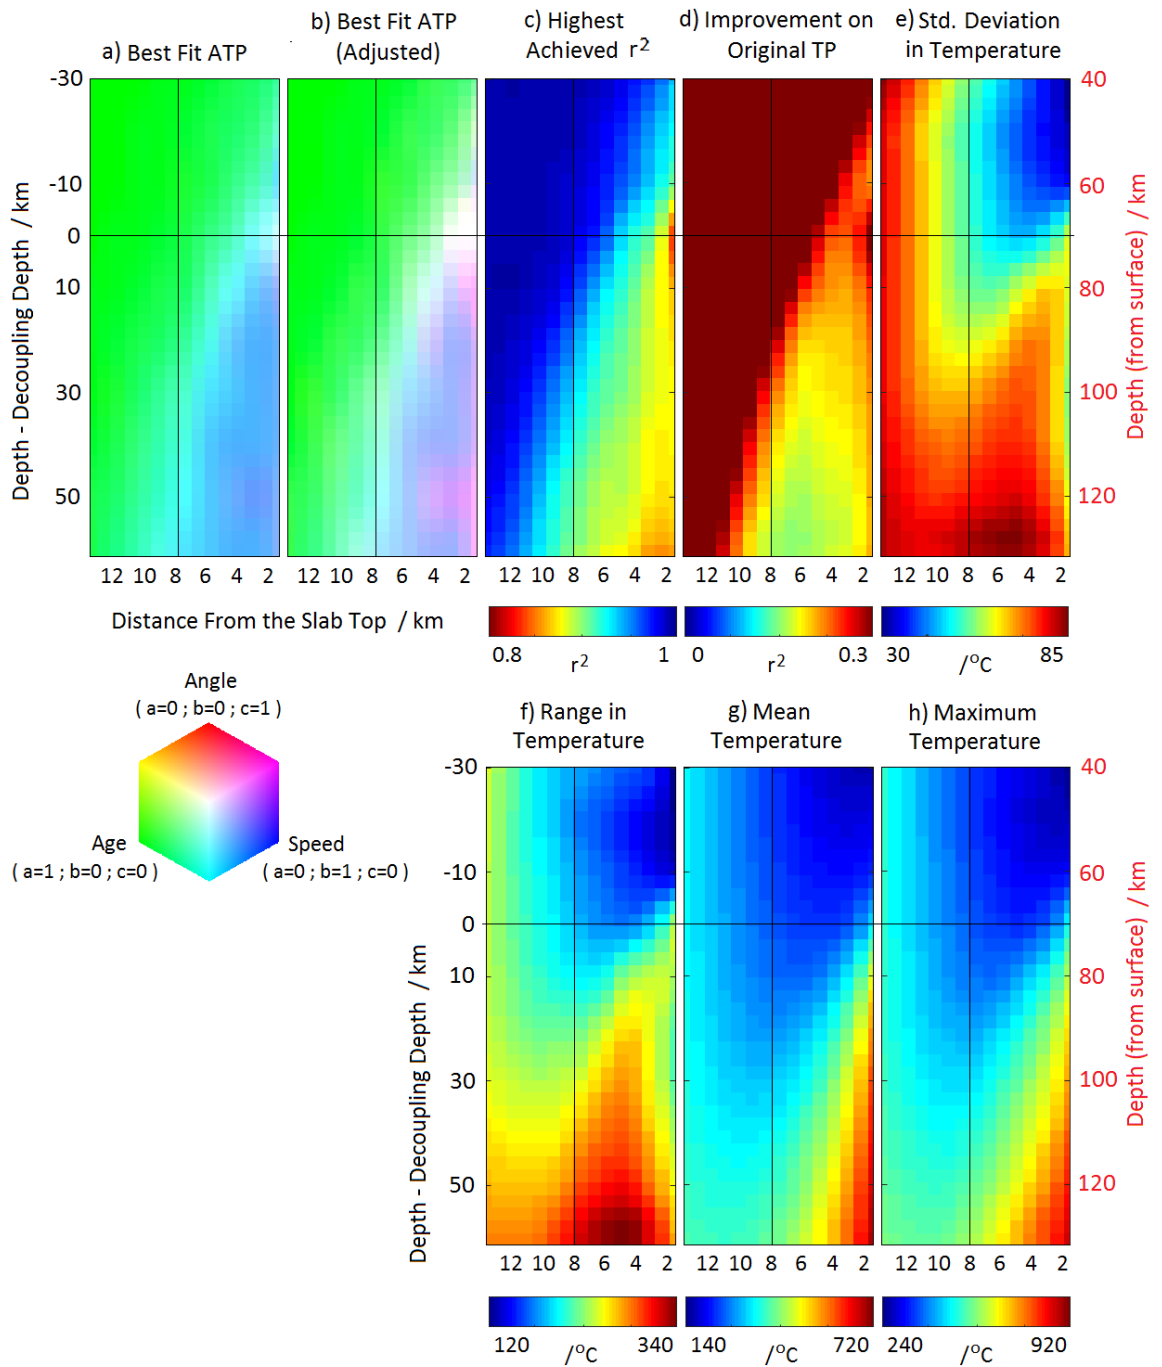 a) Best Fit ATP
b) Best Fit ATP
(Adjusted)
c) Highest
Achieved r²
d) Improvement on
Original TP
e) Std. Deviation
in Temperature
-30
-10
0
10
30
50
Depth - Decoupling Depth / km
40
60
80
100
120
Depth (from surface) / km
12 10 8 6 4 2
12 10 8 6 4 2
12 10 8 6 4 2
12 10 8 6 4 2
12 10 8 6 4 2
Distance From the Slab Top / km
0.8 r² 1
0 r² 0.3
30 /°C 85
Angle
( a=0 ; b=0 ; c=1 )
Age
( a=1 ; b=0 ; c=0 )
Speed
( a=0 ; b=1 ; c=0 )
f) Range in
Temperature
g) Mean
Temperature
h) Maximum
Temperature
-30
-10
0
10
30
50
Depth - Decoupling Depth / km
40
60
80
100
120
Depth (from surface) / km
12 10 8 6 4 2
12 10 8 6 4 2
12 10 8 6 4 2
120 /°C 340
140 /°C 720
240 /°C 920